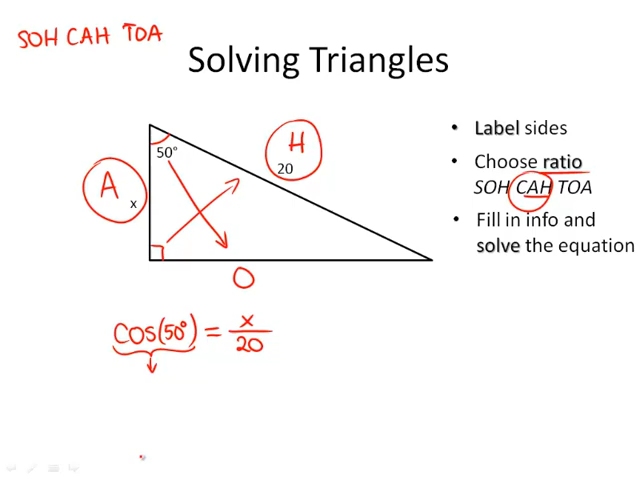 SOH CAH TOA
Solving Triangles
50°
H
20
A
x
O
• Label sides
• Choose ratio
SOH CAH TOA
• Fill in info and
solve the equation
cos(50°) = x/20